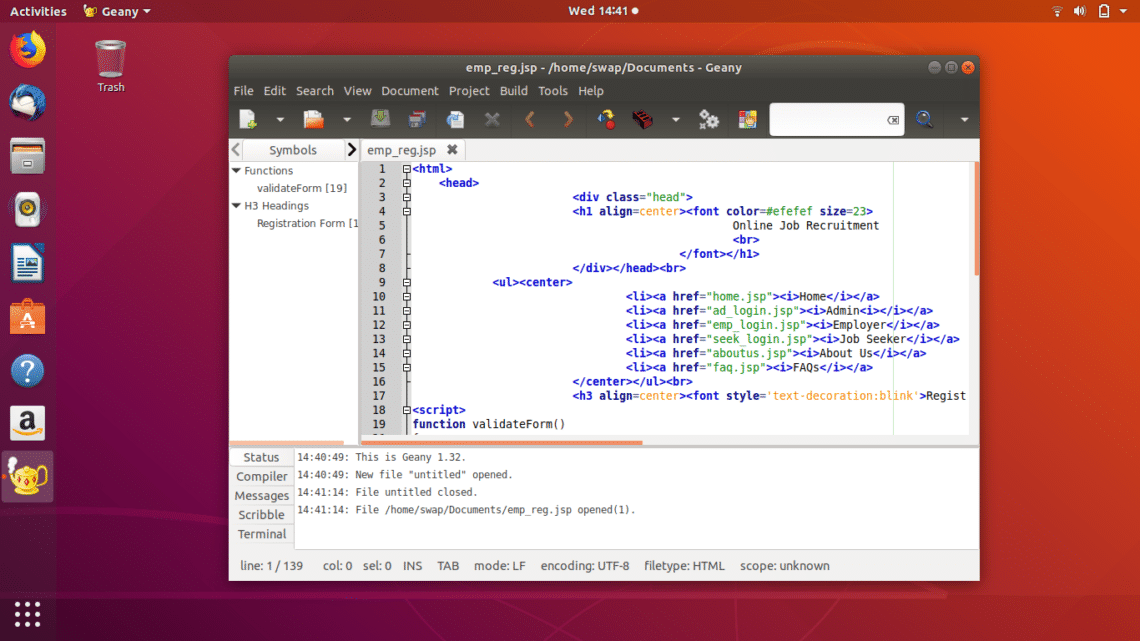 Activities Geany Wed 14:41
Trash
emp_reg.jsp - /home/swap/Documents - Geany
File Edit Search View Document Project Build Tools Help
Symbols emp_reg.jsp
Functions
validateForm [19]
H3 Headings
Registration Form [1
1 <html>
2 <head>
3 <div class="head">
4 <h1 align=center><font color=#efefef size=23>
5 Online Job Recruitment
6 <br>
7 </font></h1>
8 </div></head><br>
9 <ul><center>
10 <li><a href="home.jsp"><i>Home</i></a>
11 <li><a href="ad_login.jsp"><i>Admin<i></i></a>
12 <li><a href="emp_login.jsp"><i>Employer</i></a>
13 <li><a href="seek_login.jsp"><i>Job Seeker</i></a>
14 <li><a href="aboutus.jsp"><i>About Us</i></a>
15 <li><a href="faq.jsp"><i>FAQs</i></a>
16 </center></ul><br>
17 <h3 align=center><font style='text-decoration:blink'>Regist
18 <script>
19 function validateForm()
Status
Compiler
Messages
Scribble
Terminal
14:40:49: This is Geany 1.32.
14:40:49: New file "untitled" opened.
14:41:14: File untitled closed.
14:41:14: File /home/swap/Documents/emp_reg.jsp opened(1).
line: 1 / 139 col: 0 sel: 0 INS TAB mode: LF encoding: UTF-8 filetype: HTML scope: unknown